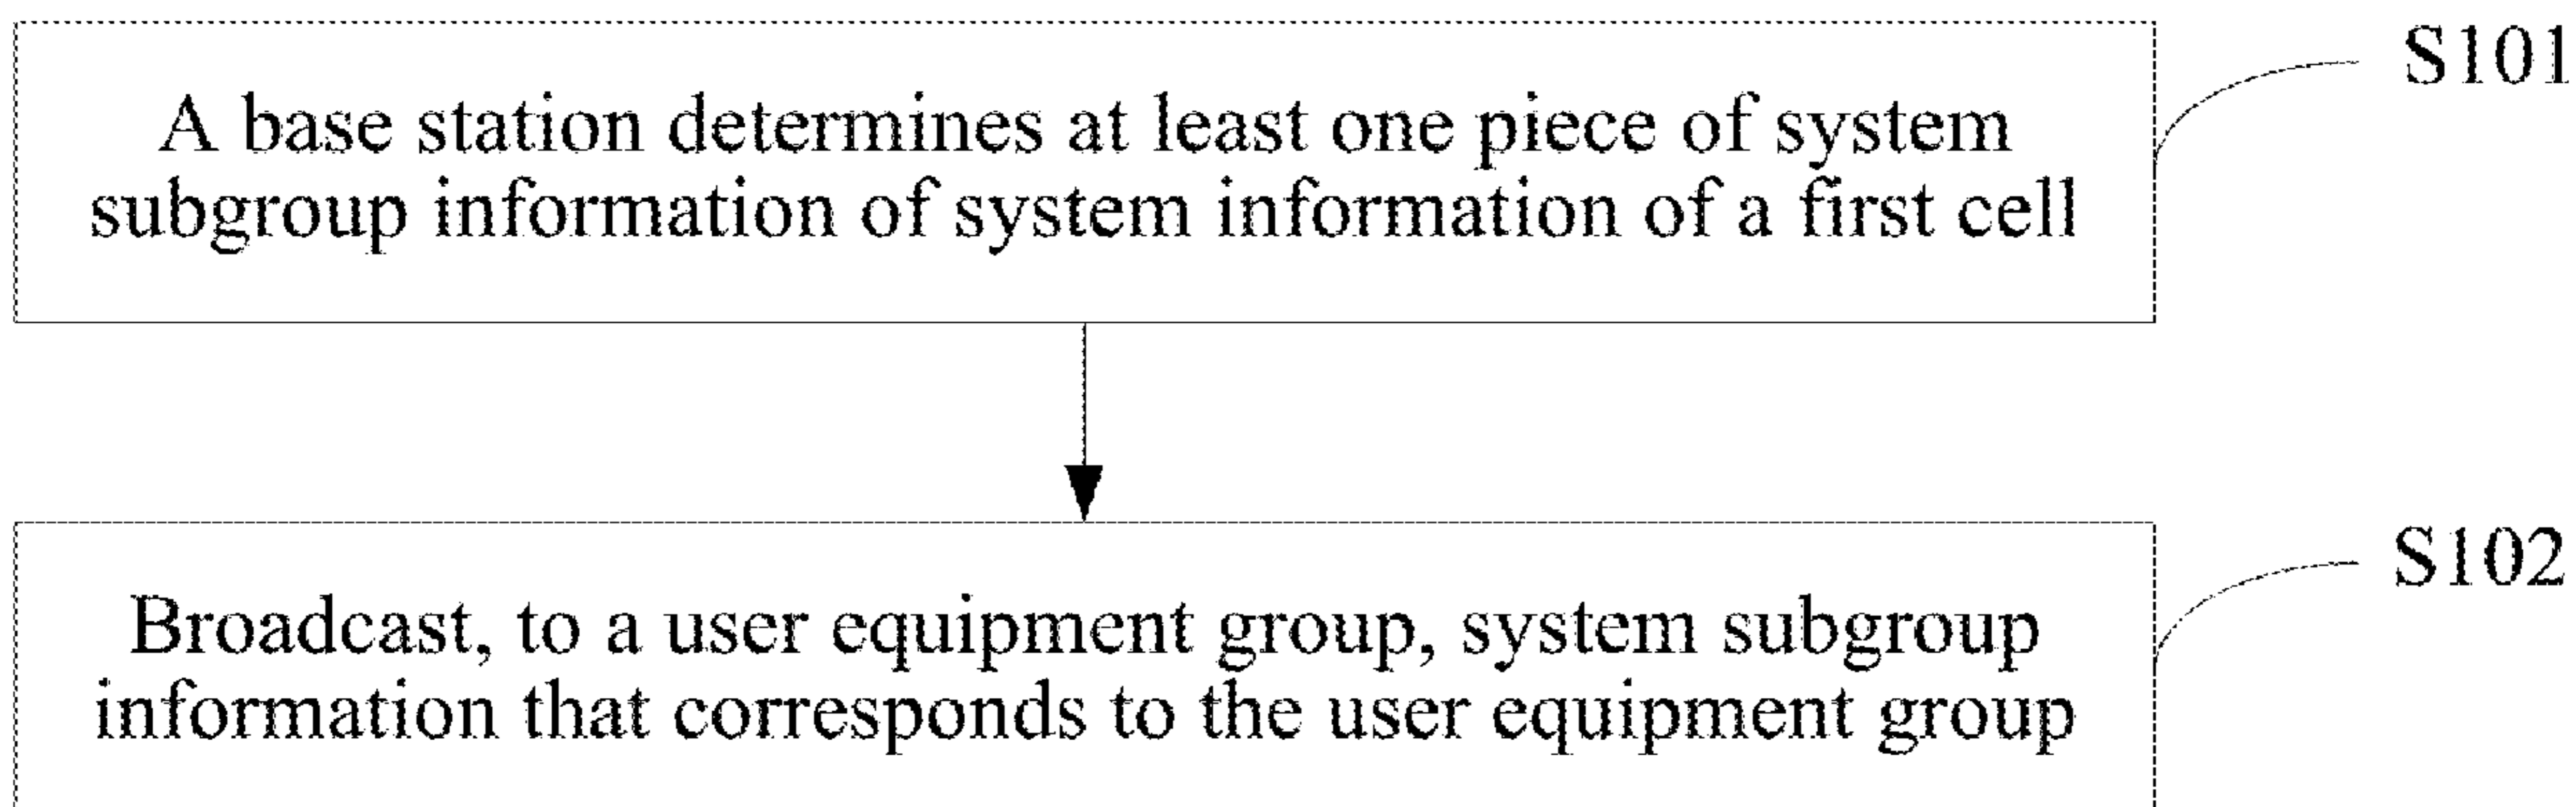 A base station determines at least one piece of system
subgroup information of system information of a first cell
S101
Broadcast, to a user equipment group, system subgroup
information that corresponds to the user equipment group
S102